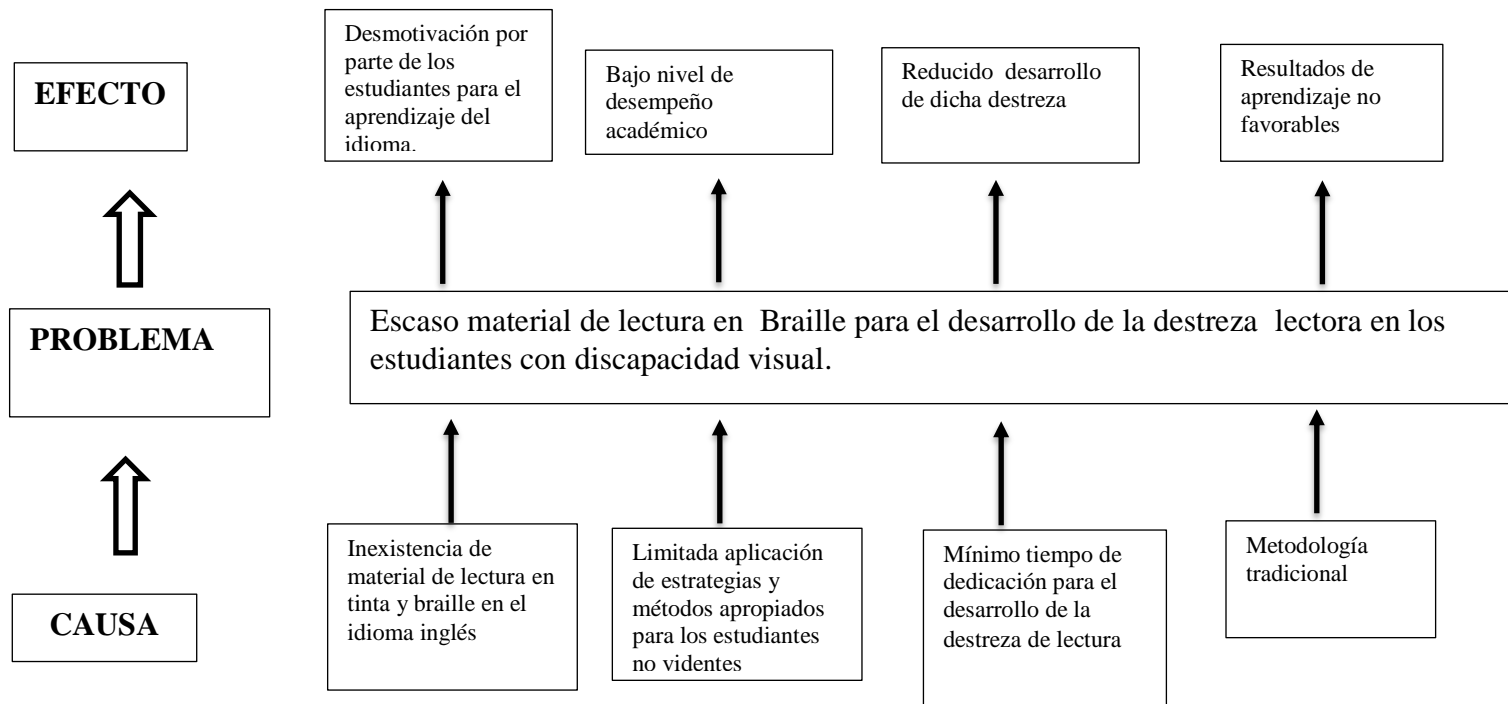 EFECTO
Desmotivación por
parte de los
estudiantes para el
aprendizaje del
idioma.
Bajo nivel de
desempeño
académico
Reducido desarrollo
de dicha destreza
Resultados de
aprendizaje no
favorables
PROBLEMA
Escaso material de lectura en Braille para el desarrollo de la destreza lectora en los
estudiantes con discapacidad visual.
CAUSA
Inexistencia de
material de lectura en
tinta y braille en el
idioma inglés
Limitada aplicación
de estrategias y
métodos apropiados
para los estudiantes
no videntes
Mínimo tiempo de
dedicación para el
desarrollo de la
destreza de lectura
Metodología
tradicional